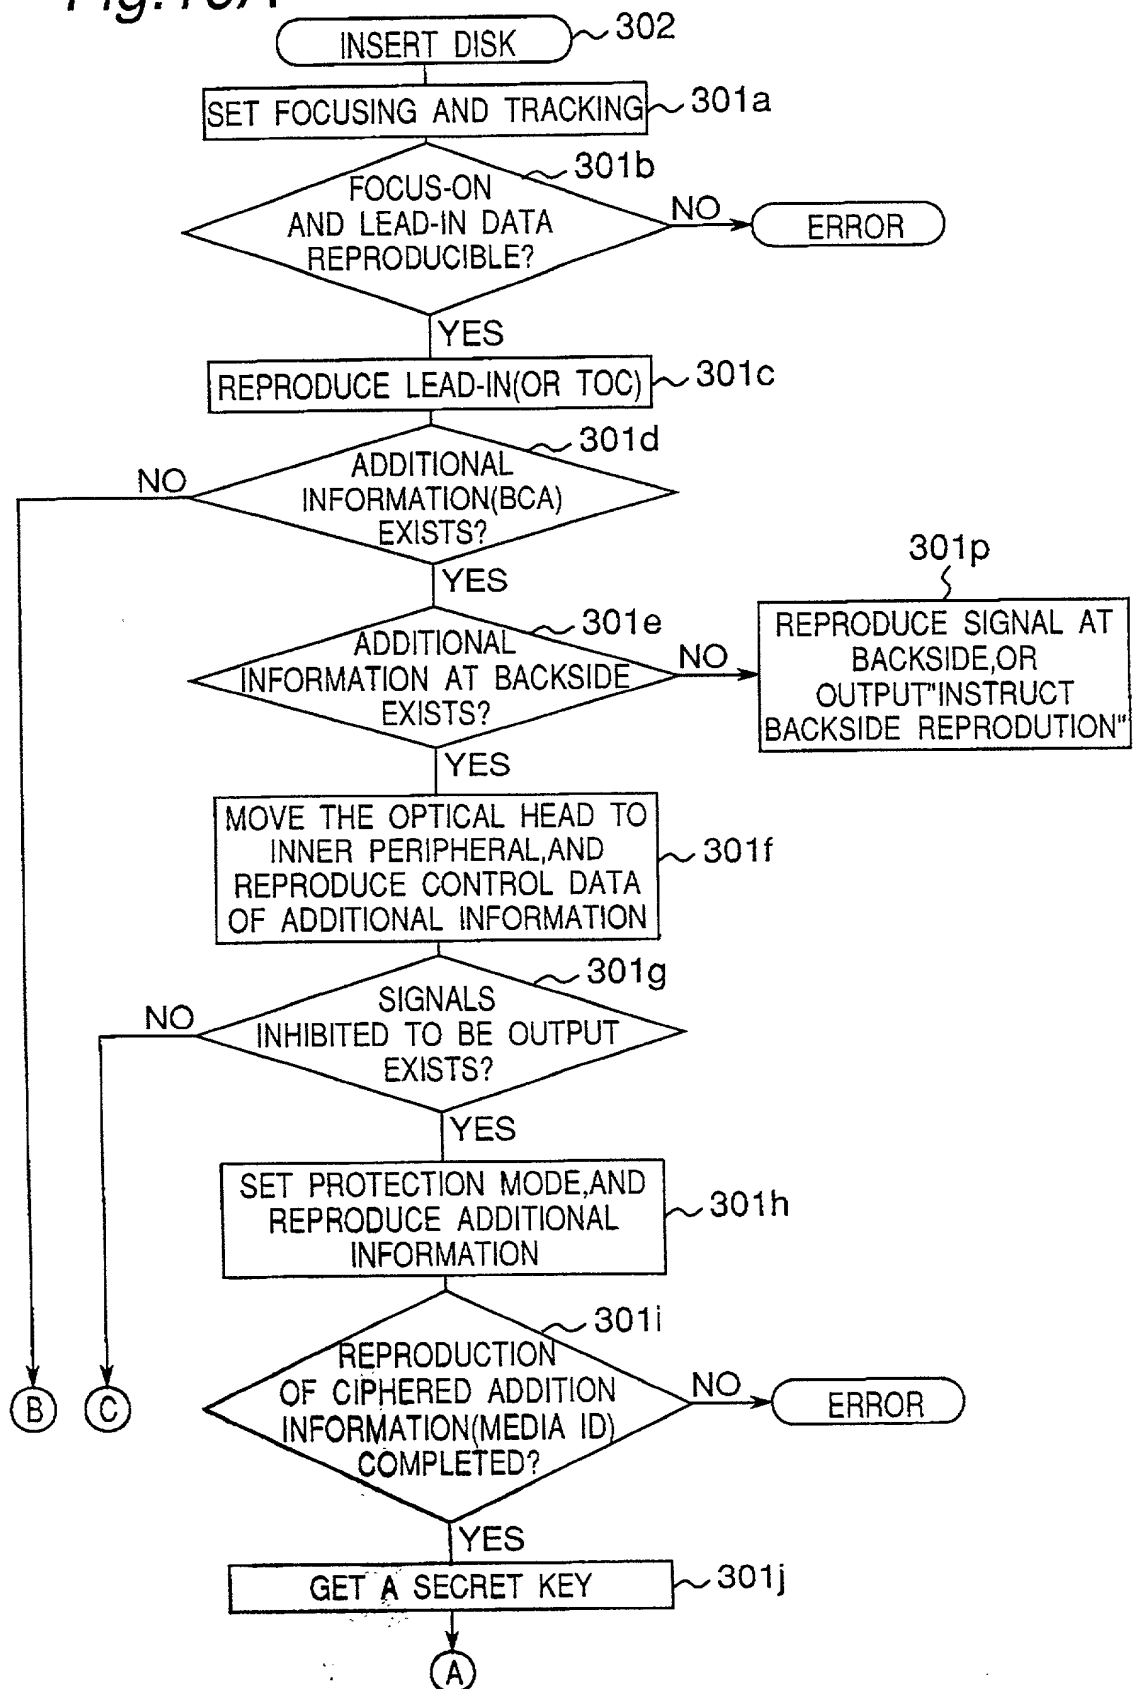 INSERT DISK
302
SET FOCUSING AND TRACKING
301a
301b
FOCUS-ON
AND LEAD-IN DATA
REPRODUCIBLE?
NO
ERROR
YES
REPRODUCE LEAD-IN(OR TOC)
301c
301d
ADDITIONAL
INFORMATION(BCA)
EXISTS?
NO
YES
301e
ADDITIONAL
INFORMATION AT BACKSIDE
EXISTS?
NO
301p
REPRODUCE SIGNAL AT
BACKSIDE,OR
OUTPUT"INSTRUCT
BACKSIDE REPRODUTION"
YES
MOVE THE OPTICAL HEAD TO
INNER PERIPHERAL,AND
REPRODUCE CONTROL DATA
OF ADDITIONAL INFORMATION
301f
301g
SIGNALS
INHIBITED TO BE OUTPUT
EXISTS?
NO
YES
SET PROTECTION MODE,AND
REPRODUCE ADDITIONAL
INFORMATION
301h
301i
REPRODUCTION
OF CIPHERED ADDITION
INFORMATION(MEDIA ID)
COMPLETED?
NO
ERROR
B
C
YES
GET A SECRET KEY
301j
A